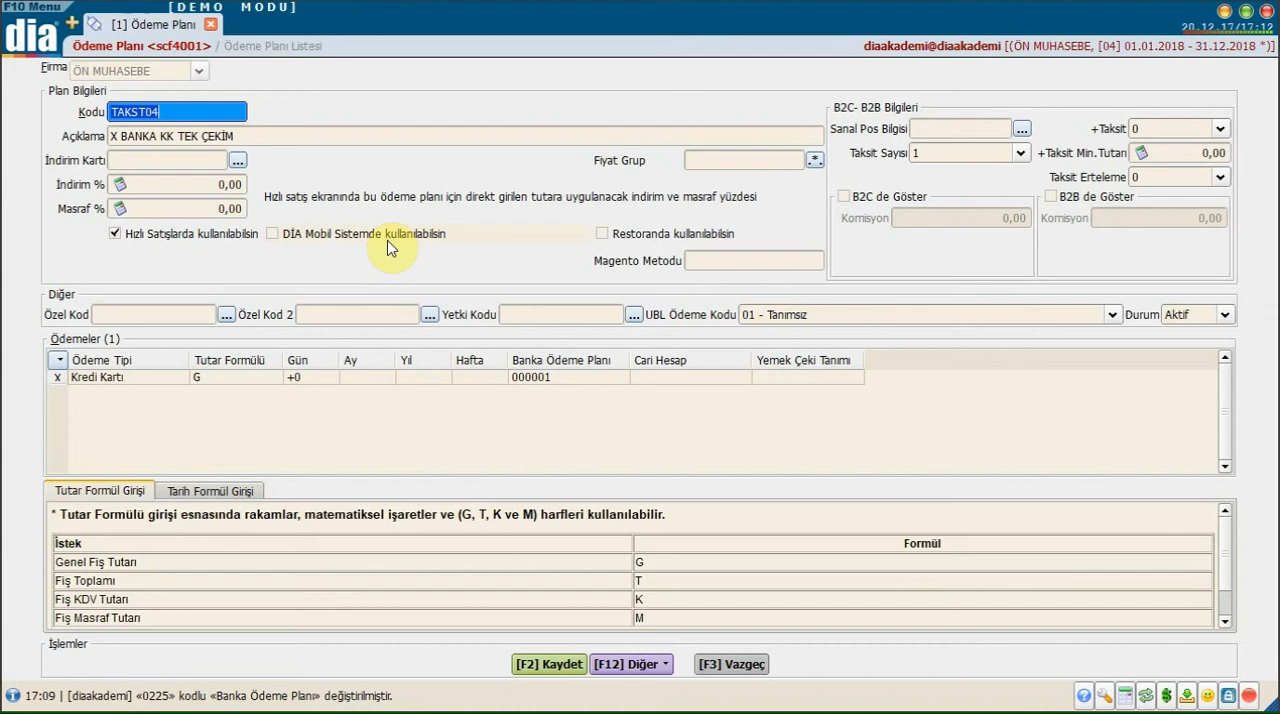 F10 Menu [DEMO MODU]
dia
[1] Ödeme Planı
20.12.17/17:12
Ödeme Planı <scf4001> / Ödeme Planı Listesi
diaakademi@diaakademi [(ÖN MUHASEBE, [04] 01.01.2018 - 31.12.2018 *)]
Firma ÖN MUHASEBE
Plan Bilgileri
Kodu TAKST04
Açıklama X BANKA KK TEK ÇEKİM
İndirim Kartı ... Fiyat Grup .*.
İndirim % 0,00
Hızlı satış ekranında bu ödeme planı için direkt girilen tutara uygulanacak indirim ve masraf yüzdesi
Masraf % 0,00
Hızlı Satışlarda kullanılabilsin DİA Mobil Sistemde kullanılabilsin Restoranda kullanılabilsin
Magento Metodu
B2C- B2B Bilgileri
Sanal Pos Bilgisi ... +Taksit 0
Taksit Sayısı 1 +Taksit Min.Tutarı 0,00
Taksit Erteleme 0
B2C de Göster B2B de Göster
Komisyon 0,00 Komisyon 0,00
Diğer
Özel Kod ... Özel Kod 2 ... Yetki Kodu ... UBL Ödeme Kodu 01 - Tanımsız Durum Aktif
Ödemeler (1)
Ödeme Tipi Tutar Formülü Gün Ay Yıl Hafta Banka Ödeme Planı Cari Hesap Yemek Çeki Tanımı
x Kredi Kartı G +0 000001
Tutar Formül Girişi Tarih Formül Girişi
* Tutar Formülü girişi esnasında rakamlar, matematiksel işaretler ve (G, T, K ve M) harfleri kullanılabilir.
İstek Formül
Genel Fiş Tutarı G
Fiş Toplamı T
Fiş KDV Tutarı K
Fiş Masraf Tutarı M
İşlemler
[F2] Kaydet [F12] Diğer [F3] Vazgeç
17:09 | [diaakademi] «0225» kodlu «Banka Ödeme Planı» değiştirilmiştir.